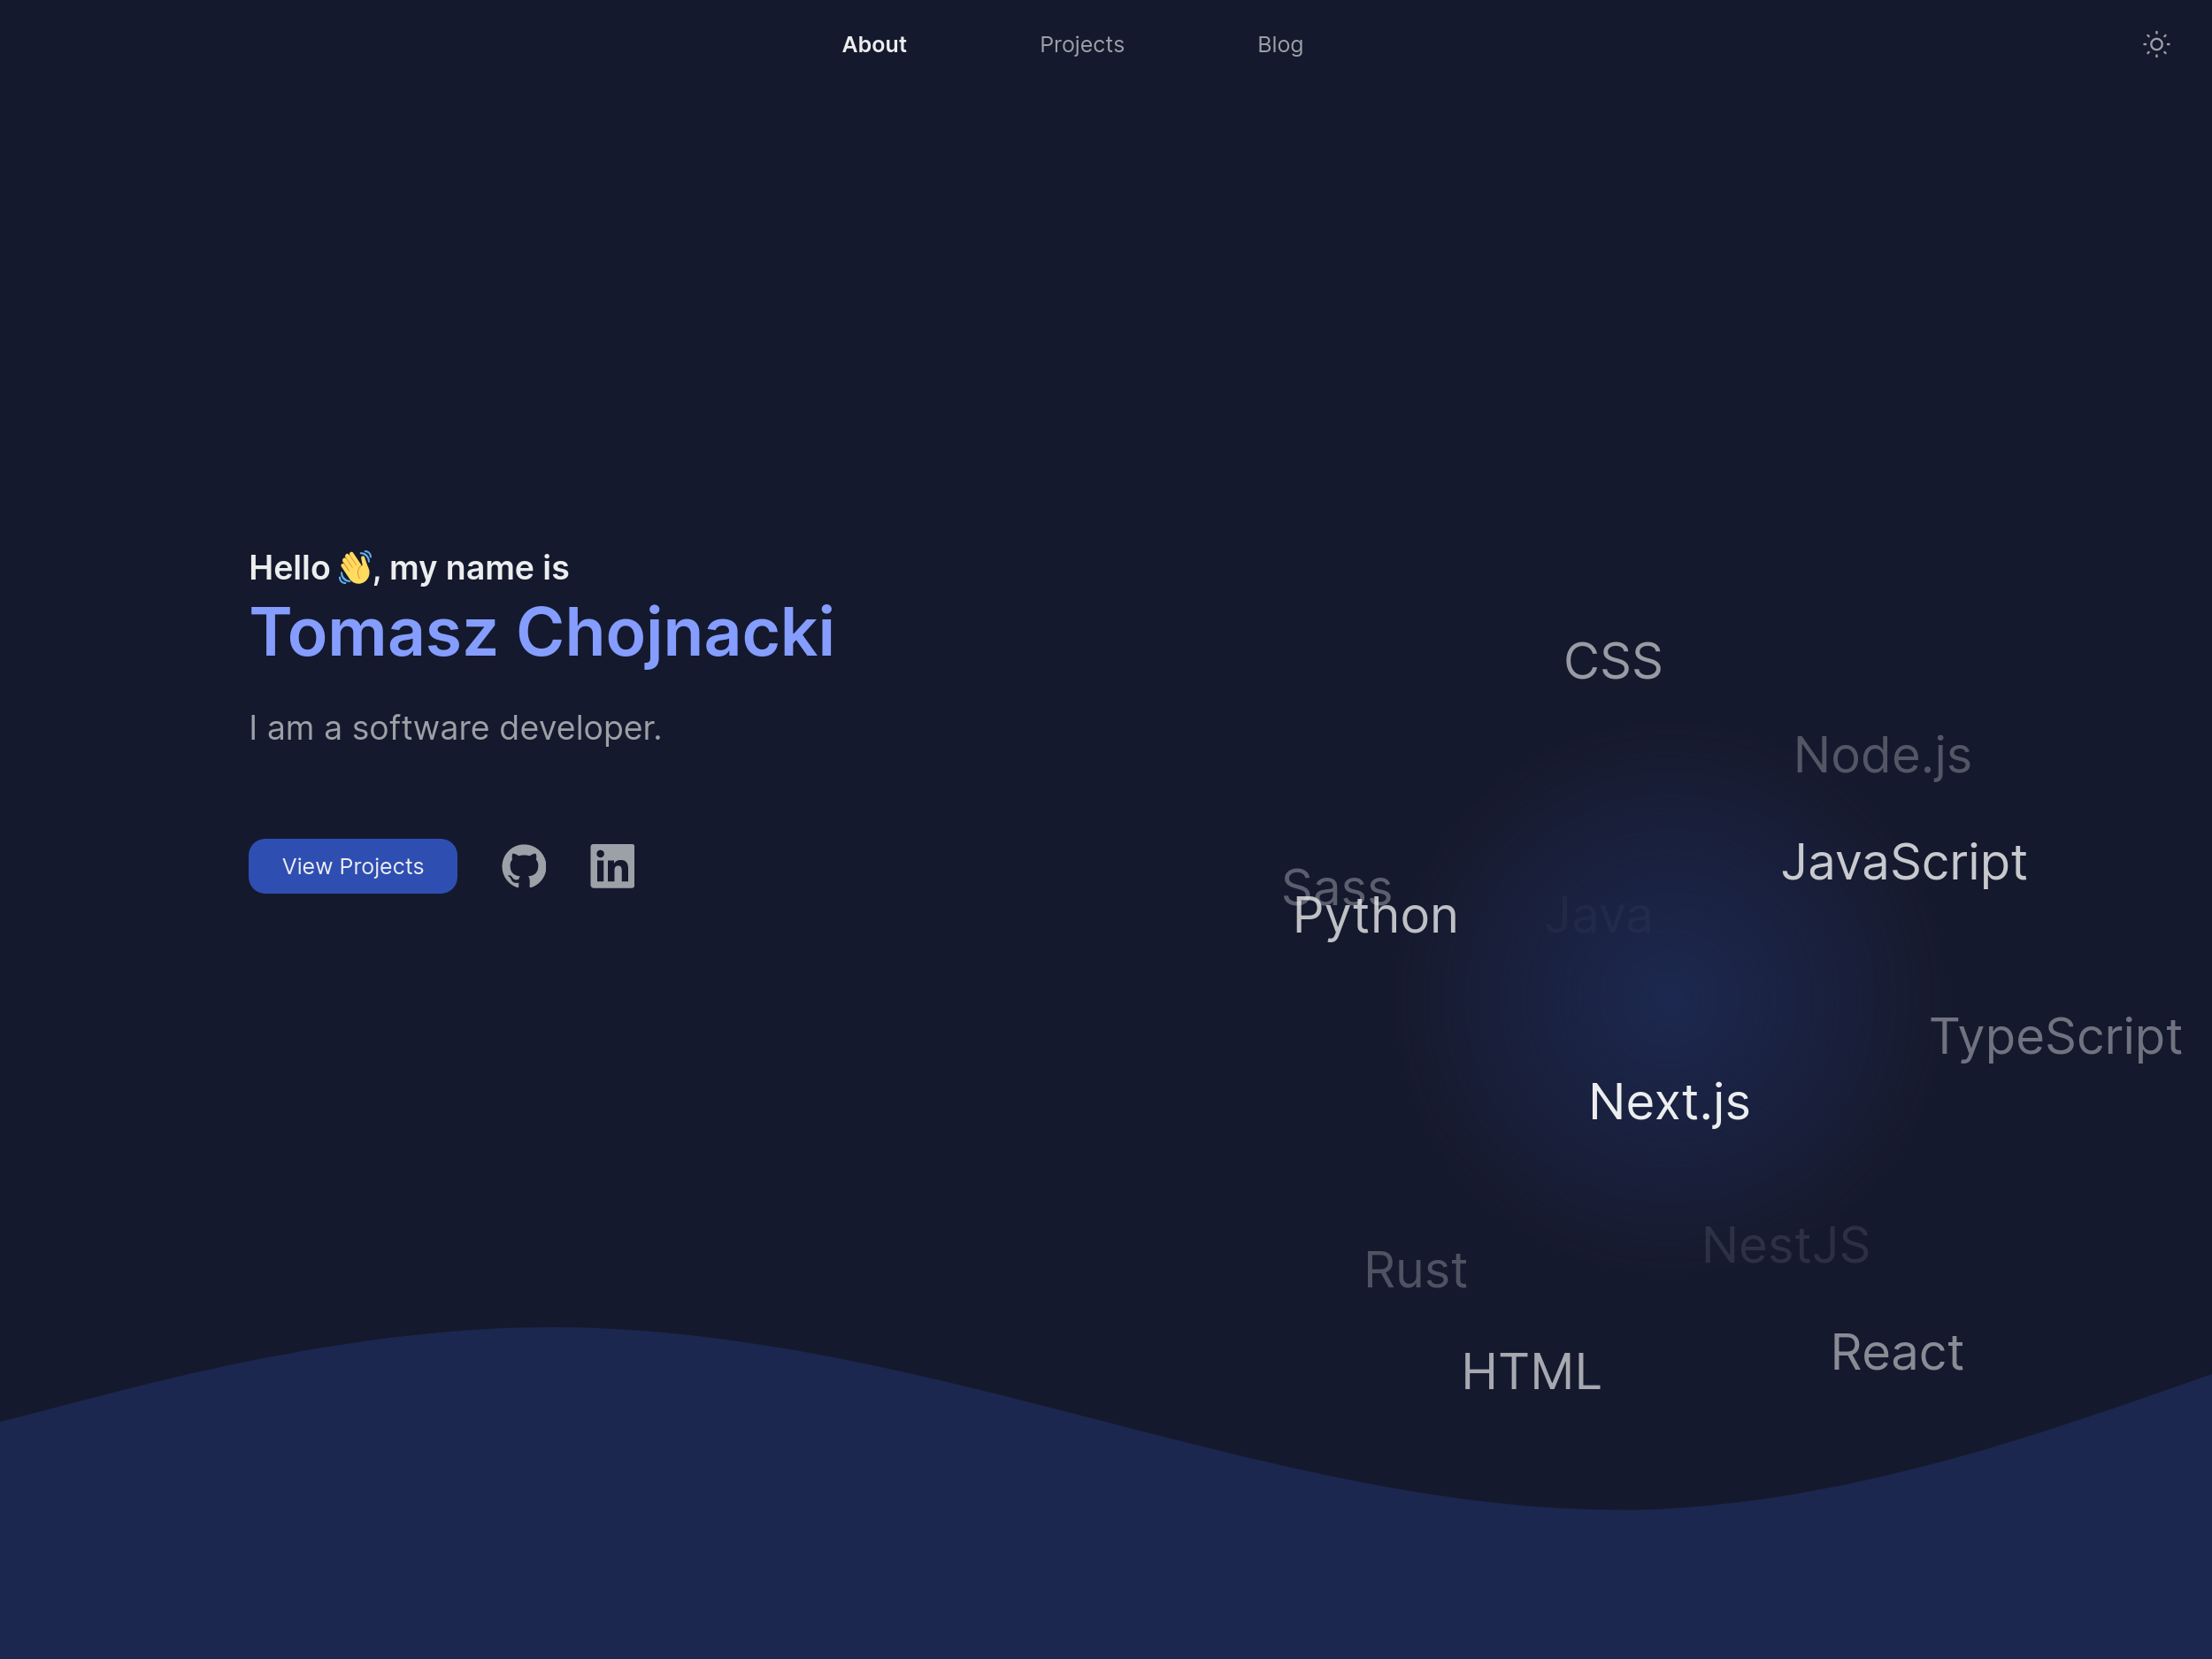 About
Projects
Blog
Hello 👋, my name is
Tomasz Chojnacki
I am a software developer.
View Projects
CSS
Node.js
JavaScript
Sass
Python
Java
TypeScript
Next.js
NestJS
Rust
React
HTML